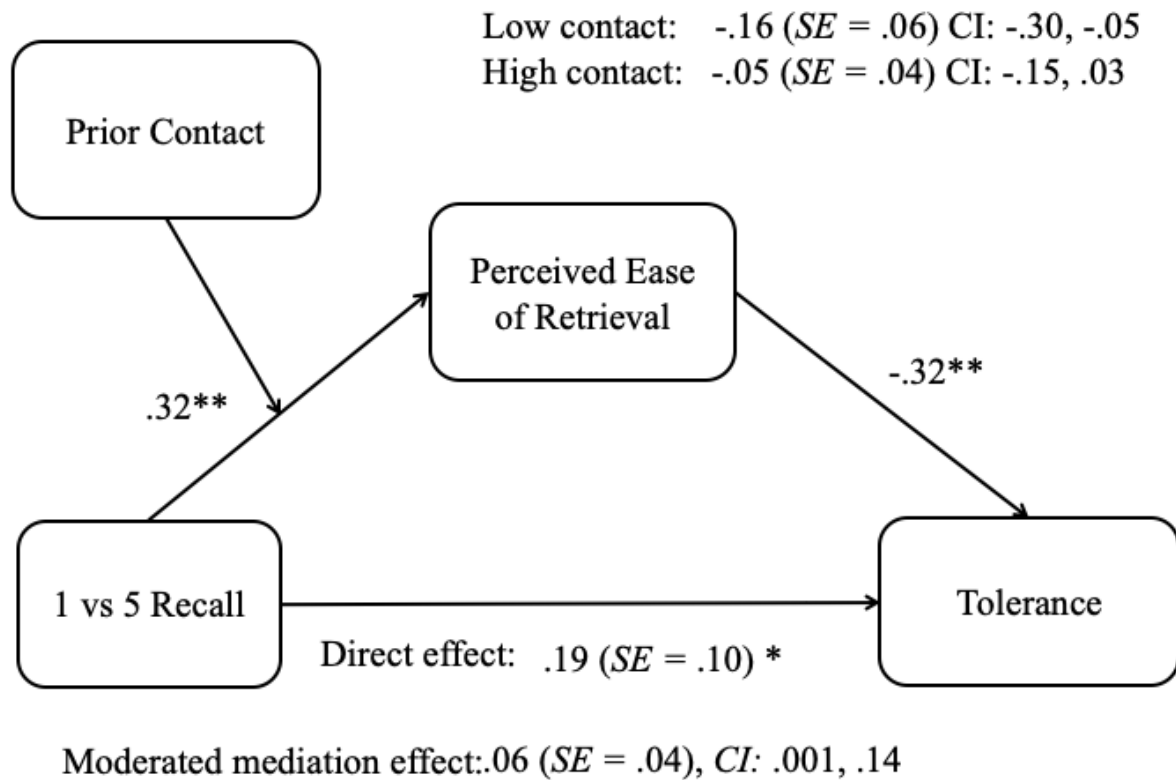 Low contact: -.16 (SE = .06) CI: -.30, -.05
High contact: -.05 (SE = .04) CI: -.15, .03
Prior Contact
Perceived Ease
of Retrieval
.32**
-.32**
1 vs 5 Recall
Tolerance
Direct effect: .19 (SE = .10) *
Moderated mediation effect:.06 (SE = .04), CI: .001, .14